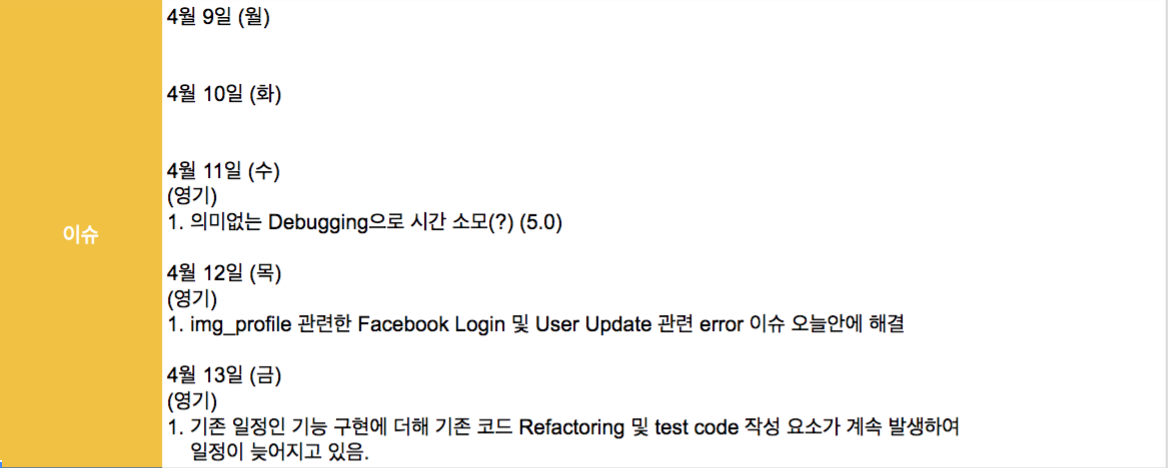 이슈
4월 9일 (월)
4월 10일 (화)
4월 11일 (수)
(영기)
1. 의미없는 Debugging으로 시간 소모(?) (5.0)
4월 12일 (목)
(영기)
1. img_profile 관련한 Facebook Login 및 User Update 관련 error 이슈 오늘안에 해결
4월 13일 (금)
(영기)
1. 기존 일정인 기능 구현에 더해 기존 코드 Refactoring 및 test code 작성 요소가 계속 발생하여
일정이 늦어지고 있음.